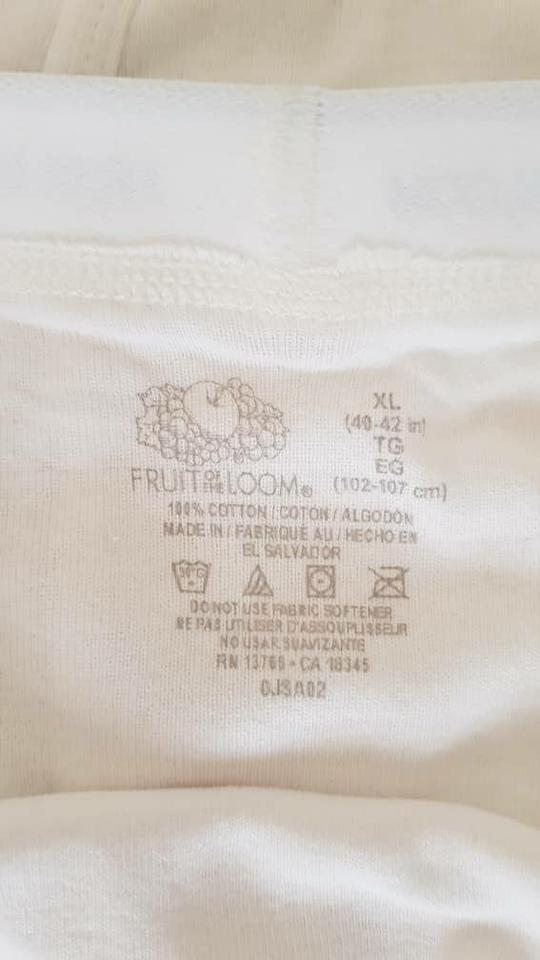 XL
(40-42 in)
TG
EG
(102-107 cm)
FRUIT OF THE LOOM®
100% COTTON / COTON / ALGODÓN
MADE IN / FABRIQUÉ AU / HECHO EN
EL SALVADOR
DO NOT USE FABRIC SOFTENER
NE PAS UTILISER D'ASSOUPLISSEUR
NO USAR SUAVIZANTE
RN 13765 • CA 18345